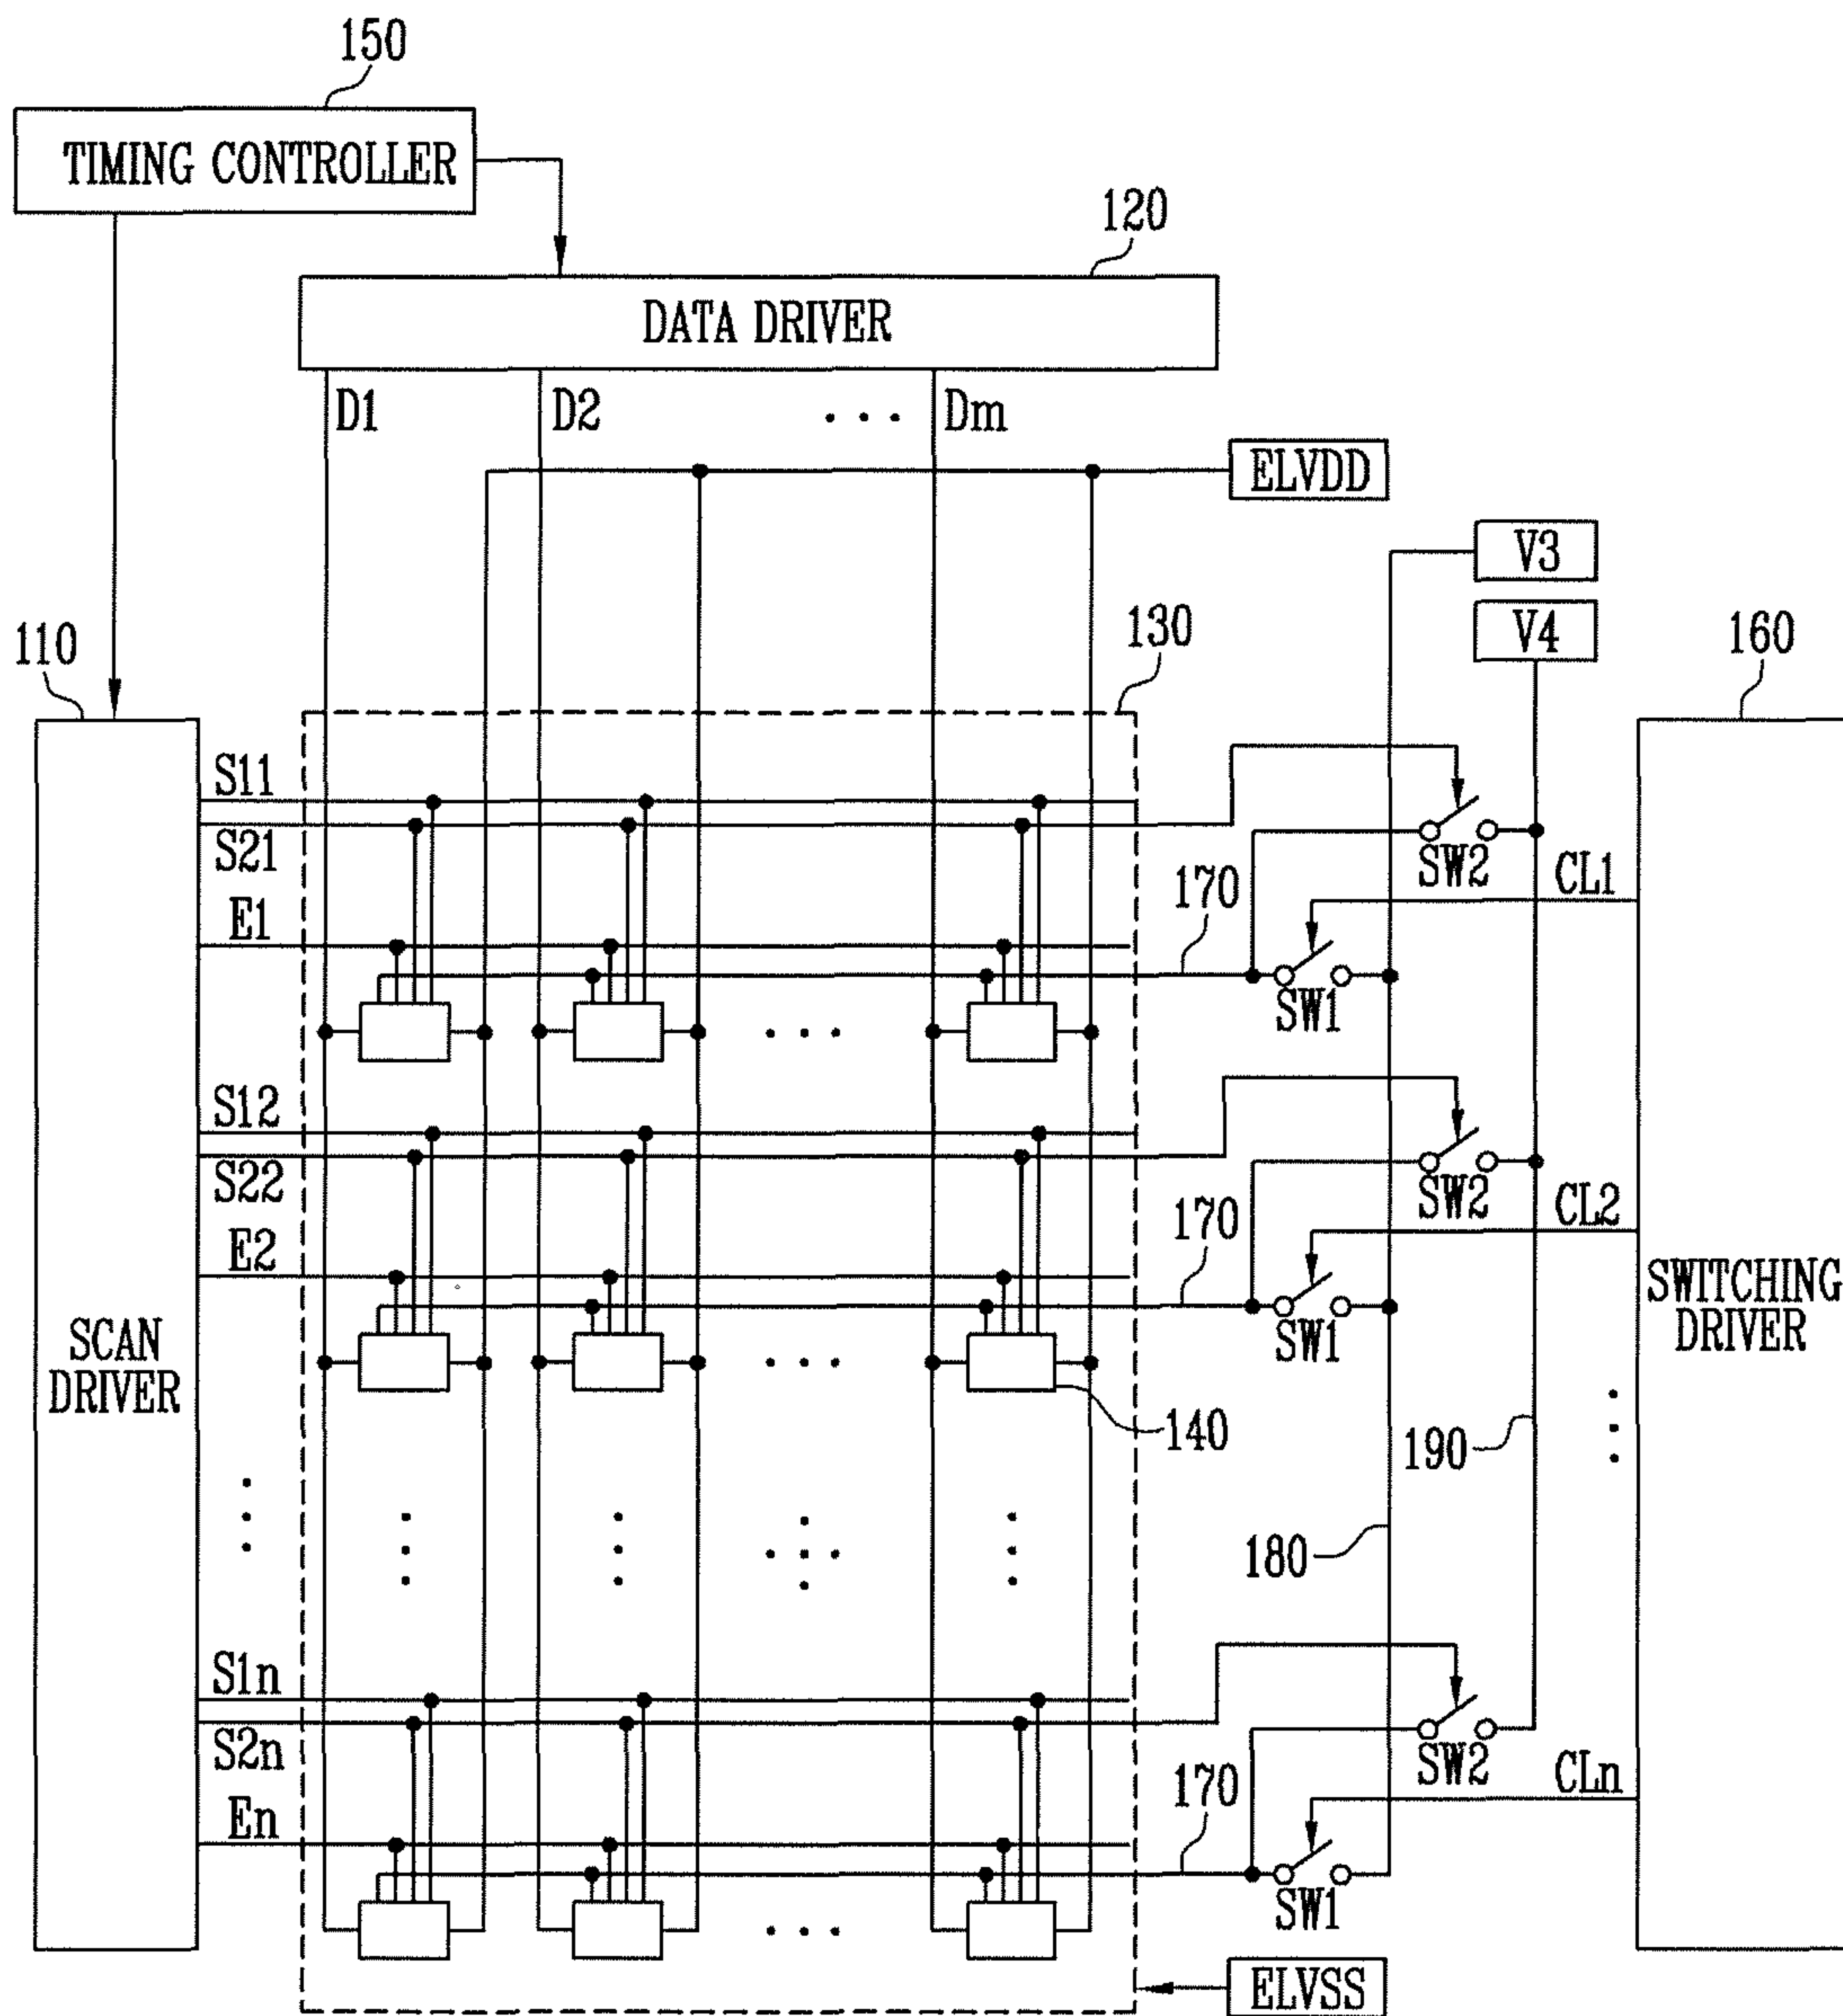 150
TIMING CONTROLLER
120
DATA DRIVER
D1
D2
. . .
Dm
ELVDD
V3
V4
130
110
160
S11
S21
E1
170
SW2
CL1
SW1
. . .
S12
S22
E2
170
SW2
CL2
SW1
SCAN
DRIVER
SWITCHING
DRIVER
. . .
140
190
180
S1n
S2n
En
170
SW2
CLn
SW1
. . .
ELVSS